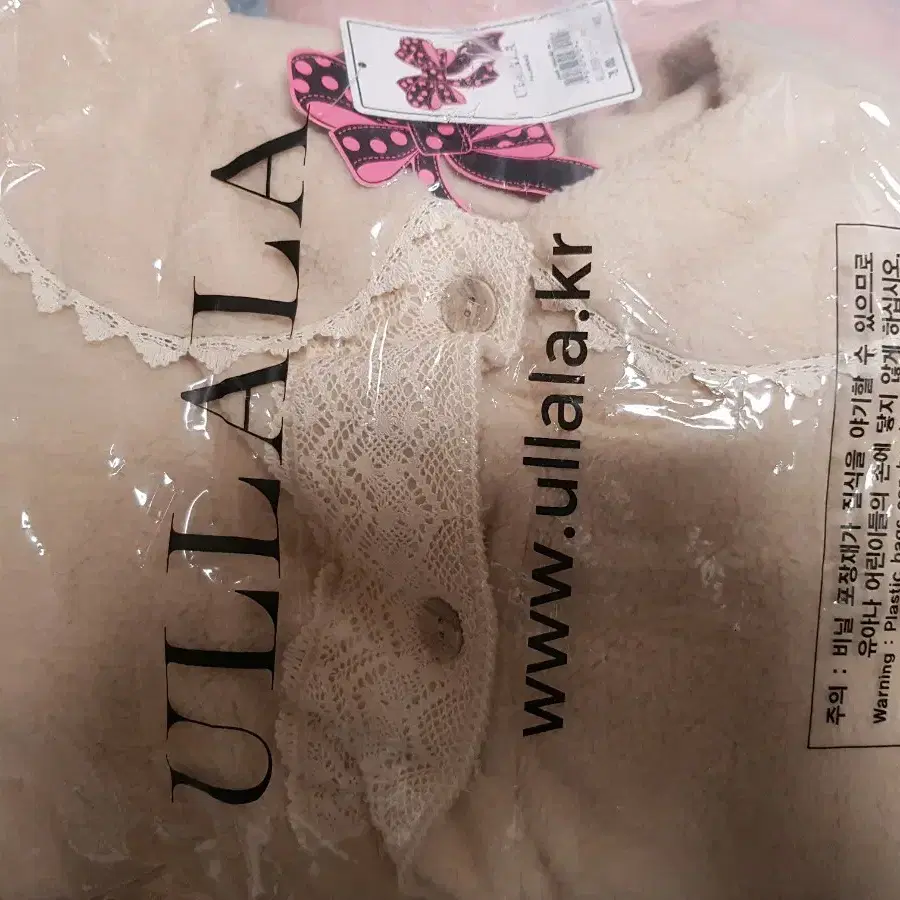 ULLALA
www.ullala.kr
주의 : 비닐 포장재가 질식을 야기할 수 있으므로
유아나 어린이들의 손에 닿지 않게 하십시오.
Warning : Plastic bags can